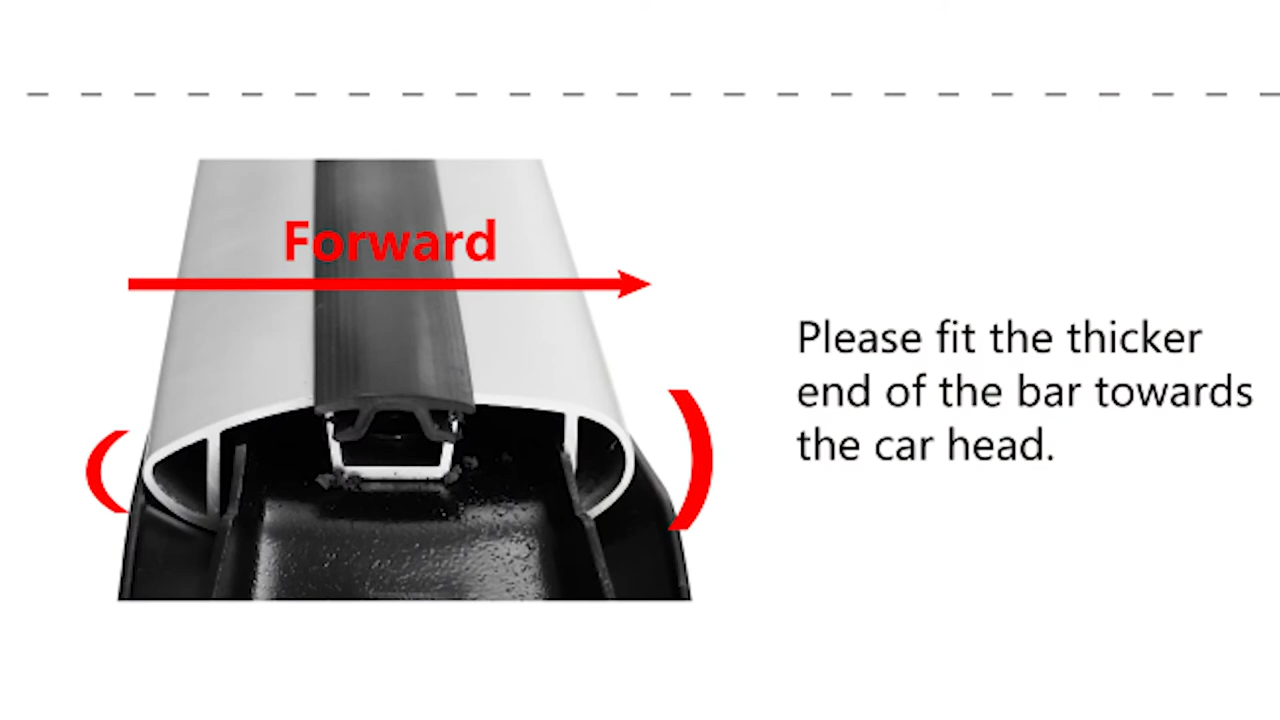 Forward
Please fit the thicker
end of the bar towards
the car head.